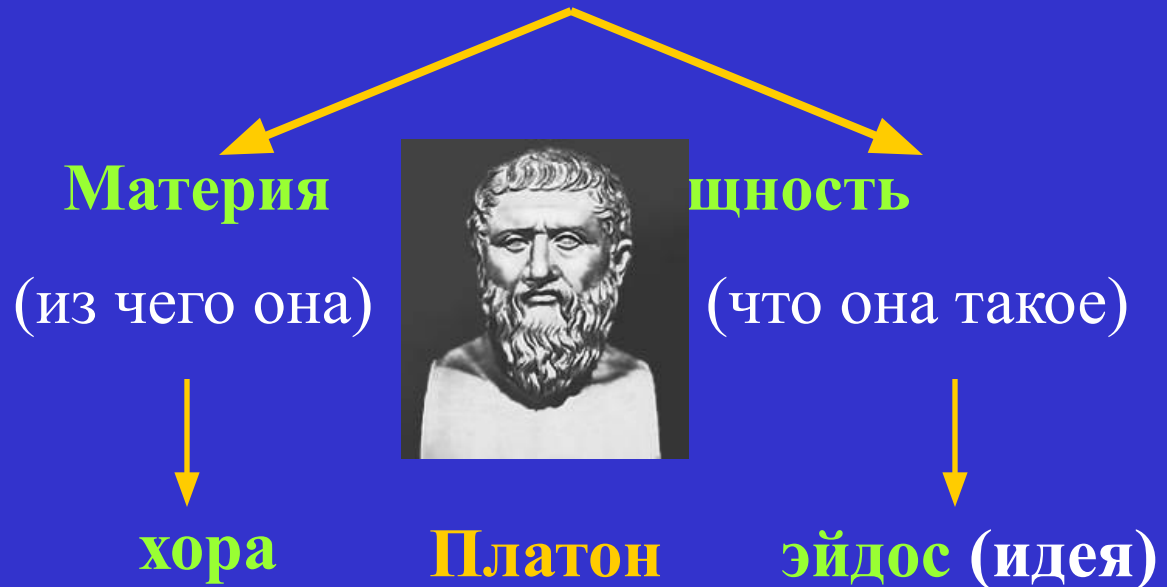 Материя щность
(из чего она) (что она такое)
хора Платон эйдос (идея)